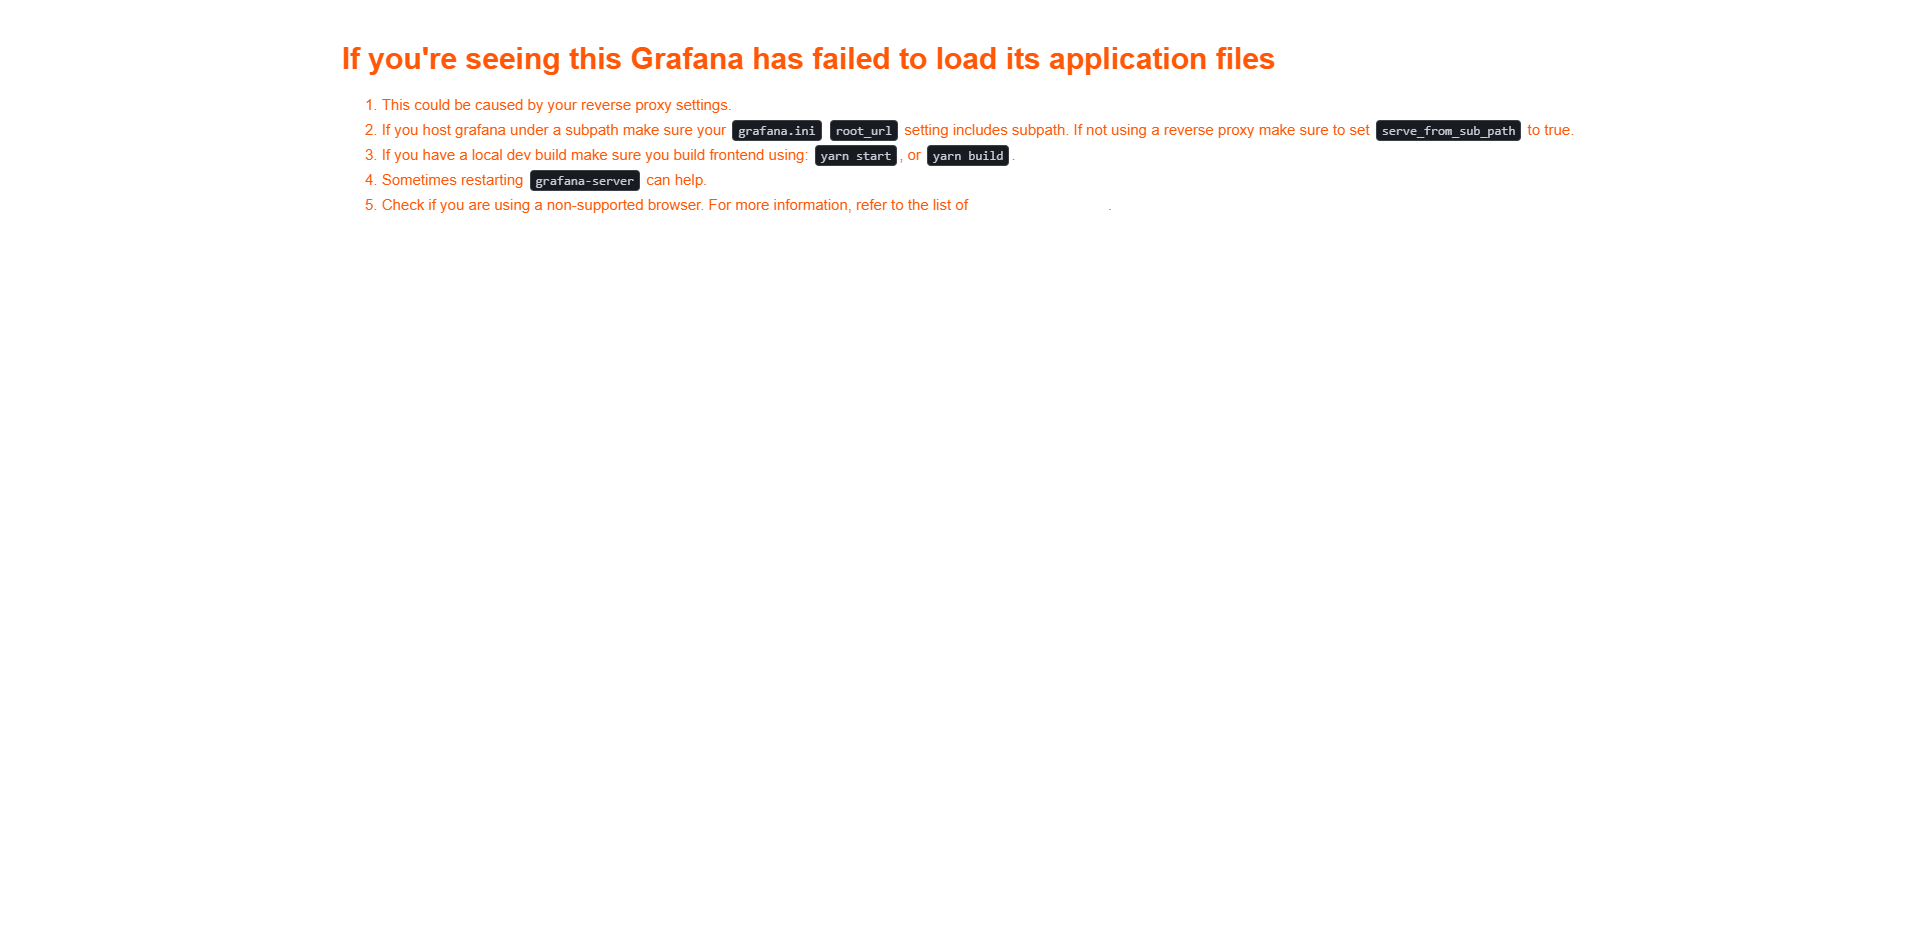 If you're seeing this Grafana has failed to load its application files
1. This could be caused by your reverse proxy settings.
2. If you host grafana under a subpath make sure your grafana.ini root_url setting includes subpath. If not using a reverse proxy make sure to set serve_from_sub_path to true.
3. If you have a local dev build make sure you build frontend using: yarn start, or yarn build.
4. Sometimes restarting grafana-server can help.
5. Check if you are using a non-supported browser. For more information, refer to the list of .